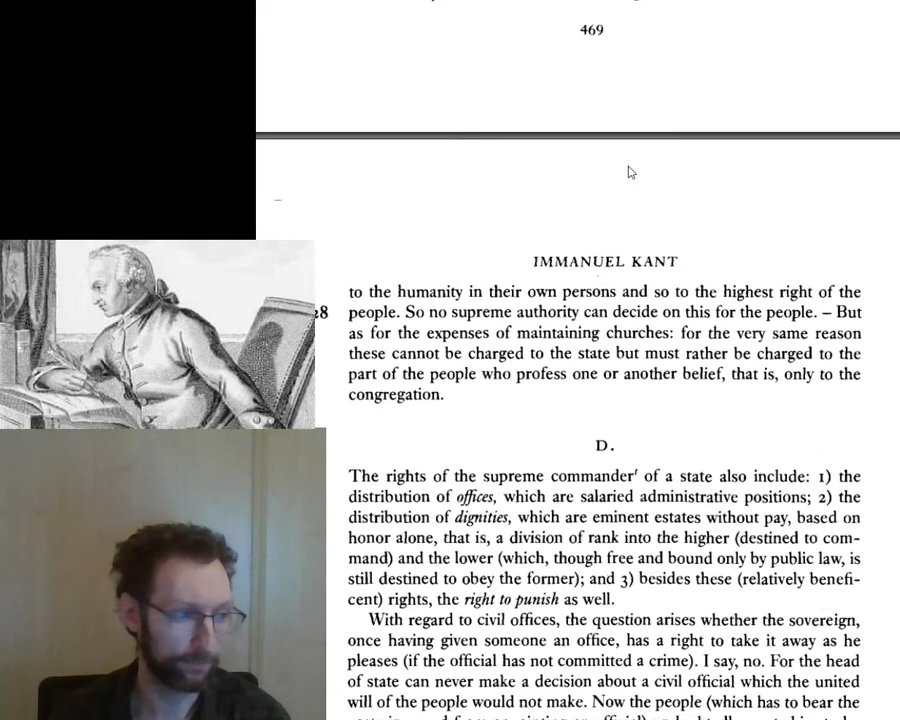 469
IMMANUEL KANT
to the humanity in their own persons and so to the highest right of the
28 people. So no supreme authority can decide on this for the people. – But
as for the expenses of maintaining churches: for the very same reason
these cannot be charged to the state but must rather be charged to the
part of the people who profess one or another belief, that is, only to the
congregation.
D.
The rights of the supreme commanderʳ of a state also include: 1) the
distribution of offices, which are salaried administrative positions; 2) the
distribution of dignities, which are eminent estates without pay, based on
honor alone, that is, a division of rank into the higher (destined to com-
mand) and the lower (which, though free and bound only by public law, is
still destined to obey the former); and 3) besides these (relatively benefi-
cent) rights, the right to punish as well.
With regard to civil offices, the question arises whether the sovereign,
once having given someone an office, has a right to take it away as he
pleases (if the official has not committed a crime). I say, no. For the head
of state can never make a decision about a civil official which the united
will of the people would not make. Now the people (which has to bear the